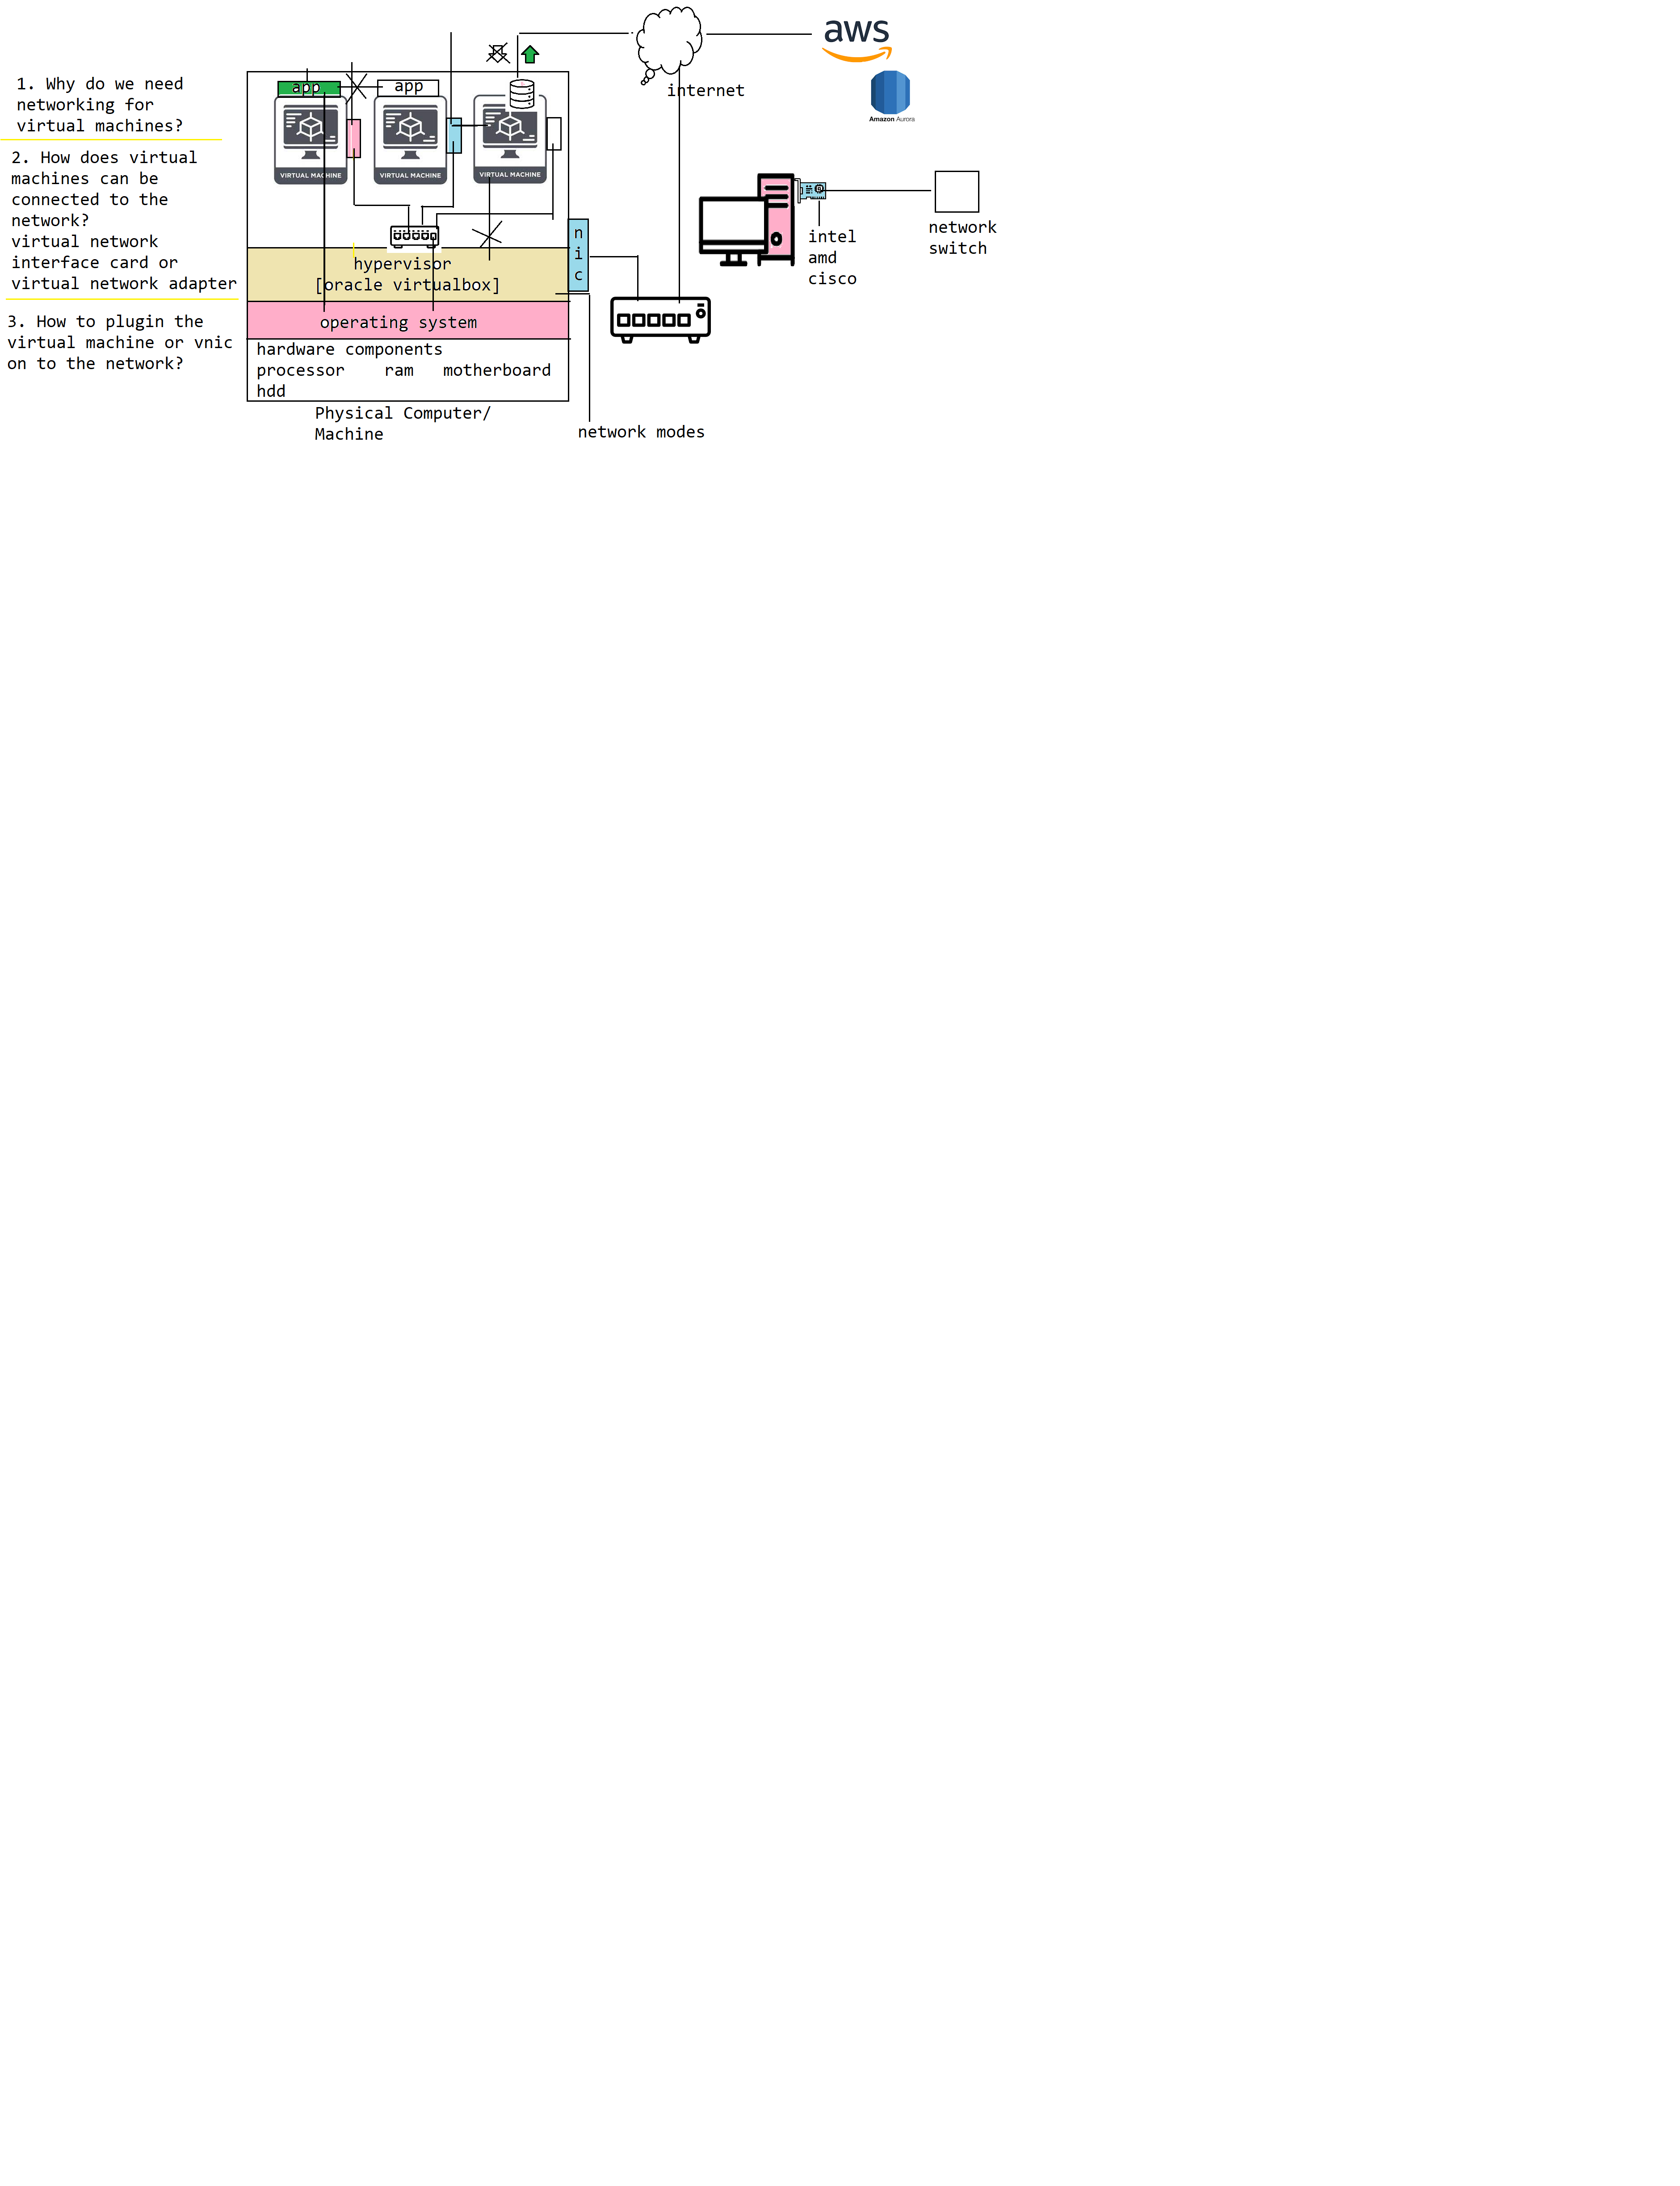 1. Why do we need
networking for
virtual machines?
2. How does virtual
machines can be
connected to the
network?
virtual network
interface card or
virtual network adapter
3. How to plugin the
virtual machine or vnic
on to the network?
app
app
VIRTUAL MACHINE
VIRTUAL MACHINE
VIRTUAL MACHINE
hypervisor
[oracle virtualbox]
operating system
hardware components
processor ram motherboard
hdd
Physical Computer/
Machine
n
i
c
network modes
internet
aws
Amazon Aurora
intel
amd
cisco
network
switch